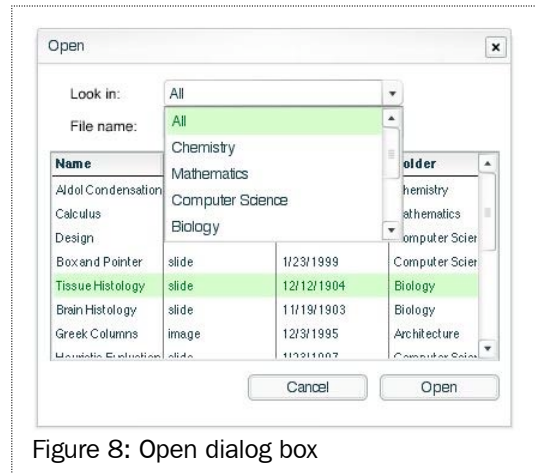 Open
Look in: All
File name:
All
Chemistry
Mathematics
Computer Science
Biology
Name older
Aldol Condensation hemistry
Calculus athematics
Design omputer Scier
Box and Pointer slide 1/23/1999 Computer Scier
Tissue Histology slide 12/12/1904 Biology
Brain Histology slide 11/19/1903 Biology
Greek Columns image 12/3/1995 Architecture
Cancel Open
Figure 8: Open dialog box